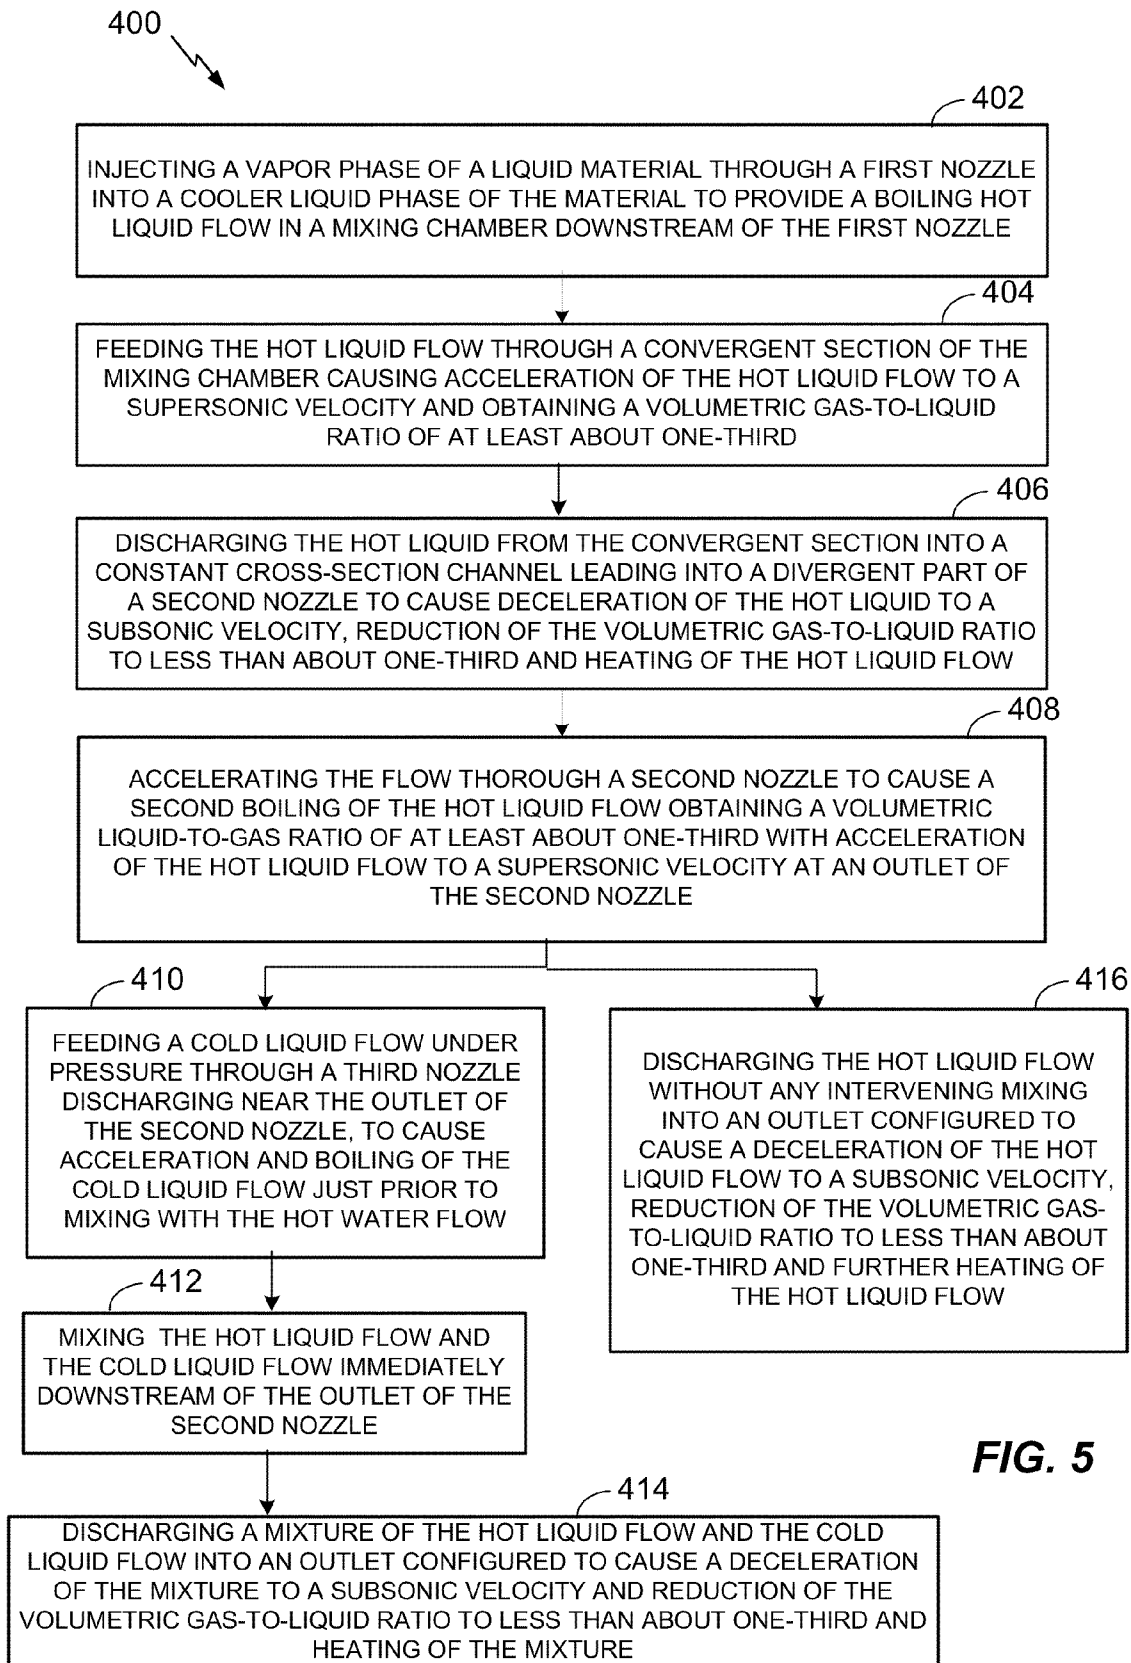 400
402
INJECTING A VAPOR PHASE OF A LIQUID MATERIAL THROUGH A FIRST NOZZLE
INTO A COOLER LIQUID PHASE OF THE MATERIAL TO PROVIDE A BOILING HOT
LIQUID FLOW IN A MIXING CHAMBER DOWNSTREAM OF THE FIRST NOZZLE
404
FEEDING THE HOT LIQUID FLOW THROUGH A CONVERGENT SECTION OF THE
MIXING CHAMBER CAUSING ACCELERATION OF THE HOT LIQUID FLOW TO A
SUPERSONIC VELOCITY AND OBTAINING A VOLUMETRIC GAS-TO-LIQUID
RATIO OF AT LEAST ABOUT ONE-THIRD
406
DISCHARGING THE HOT LIQUID FROM THE CONVERGENT SECTION INTO A
CONSTANT CROSS-SECTION CHANNEL LEADING INTO A DIVERGENT PART OF
A SECOND NOZZLE TO CAUSE DECELERATION OF THE HOT LIQUID TO A
SUBSONIC VELOCITY, REDUCTION OF THE VOLUMETRIC GAS-TO-LIQUID RATIO
TO LESS THAN ABOUT ONE-THIRD AND HEATING OF THE HOT LIQUID FLOW
408
ACCELERATING THE FLOW THOROUGH A SECOND NOZZLE TO CAUSE A
SECOND BOILING OF THE HOT LIQUID FLOW OBTAINING A VOLUMETRIC
LIQUID-TO-GAS RATIO OF AT LEAST ABOUT ONE-THIRD WITH ACCELERATION
OF THE HOT LIQUID FLOW TO A SUPERSONIC VELOCITY AT AN OUTLET OF
THE SECOND NOZZLE
410
FEEDING A COLD LIQUID FLOW UNDER
PRESSURE THROUGH A THIRD NOZZLE
DISCHARGING NEAR THE OUTLET OF
THE SECOND NOZZLE, TO CAUSE
ACCELERATION AND BOILING OF THE
COLD LIQUID FLOW JUST PRIOR TO
MIXING WITH THE HOT WATER FLOW
416
DISCHARGING THE HOT LIQUID FLOW
WITHOUT ANY INTERVENING MIXING
INTO AN OUTLET CONFIGURED TO
CAUSE A DECELERATION OF THE HOT
LIQUID FLOW TO A SUBSONIC VELOCITY,
REDUCTION OF THE VOLUMETRIC GAS-
TO-LIQUID RATIO TO LESS THAN ABOUT
ONE-THIRD AND FURTHER HEATING OF
THE HOT LIQUID FLOW
412
MIXING THE HOT LIQUID FLOW AND
THE COLD LIQUID FLOW IMMEDIATELY
DOWNSTREAM OF THE OUTLET OF THE
SECOND NOZZLE
FIG. 5
414
DISCHARGING A MIXTURE OF THE HOT LIQUID FLOW AND THE COLD
LIQUID FLOW INTO AN OUTLET CONFIGURED TO CAUSE A DECELERATION
OF THE MIXTURE TO A SUBSONIC VELOCITY AND REDUCTION OF THE
VOLUMETRIC GAS-TO-LIQUID RATIO TO LESS THAN ABOUT ONE-THIRD AND
HEATING OF THE MIXTURE